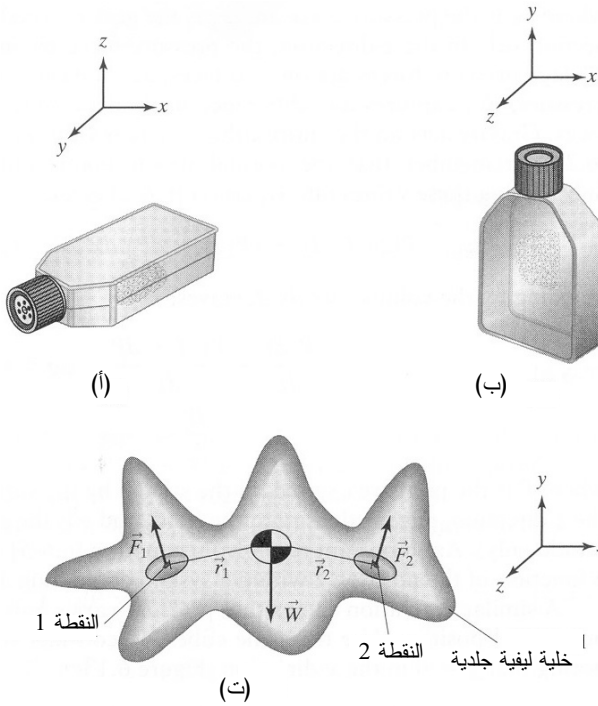 z
x
y
(أ)
y
x
z
(ب)
F₁
r₁
W
r₂
F₂
النقطة 1
النقطة 2
خلية ليفية جلدية
y
z
(ت)